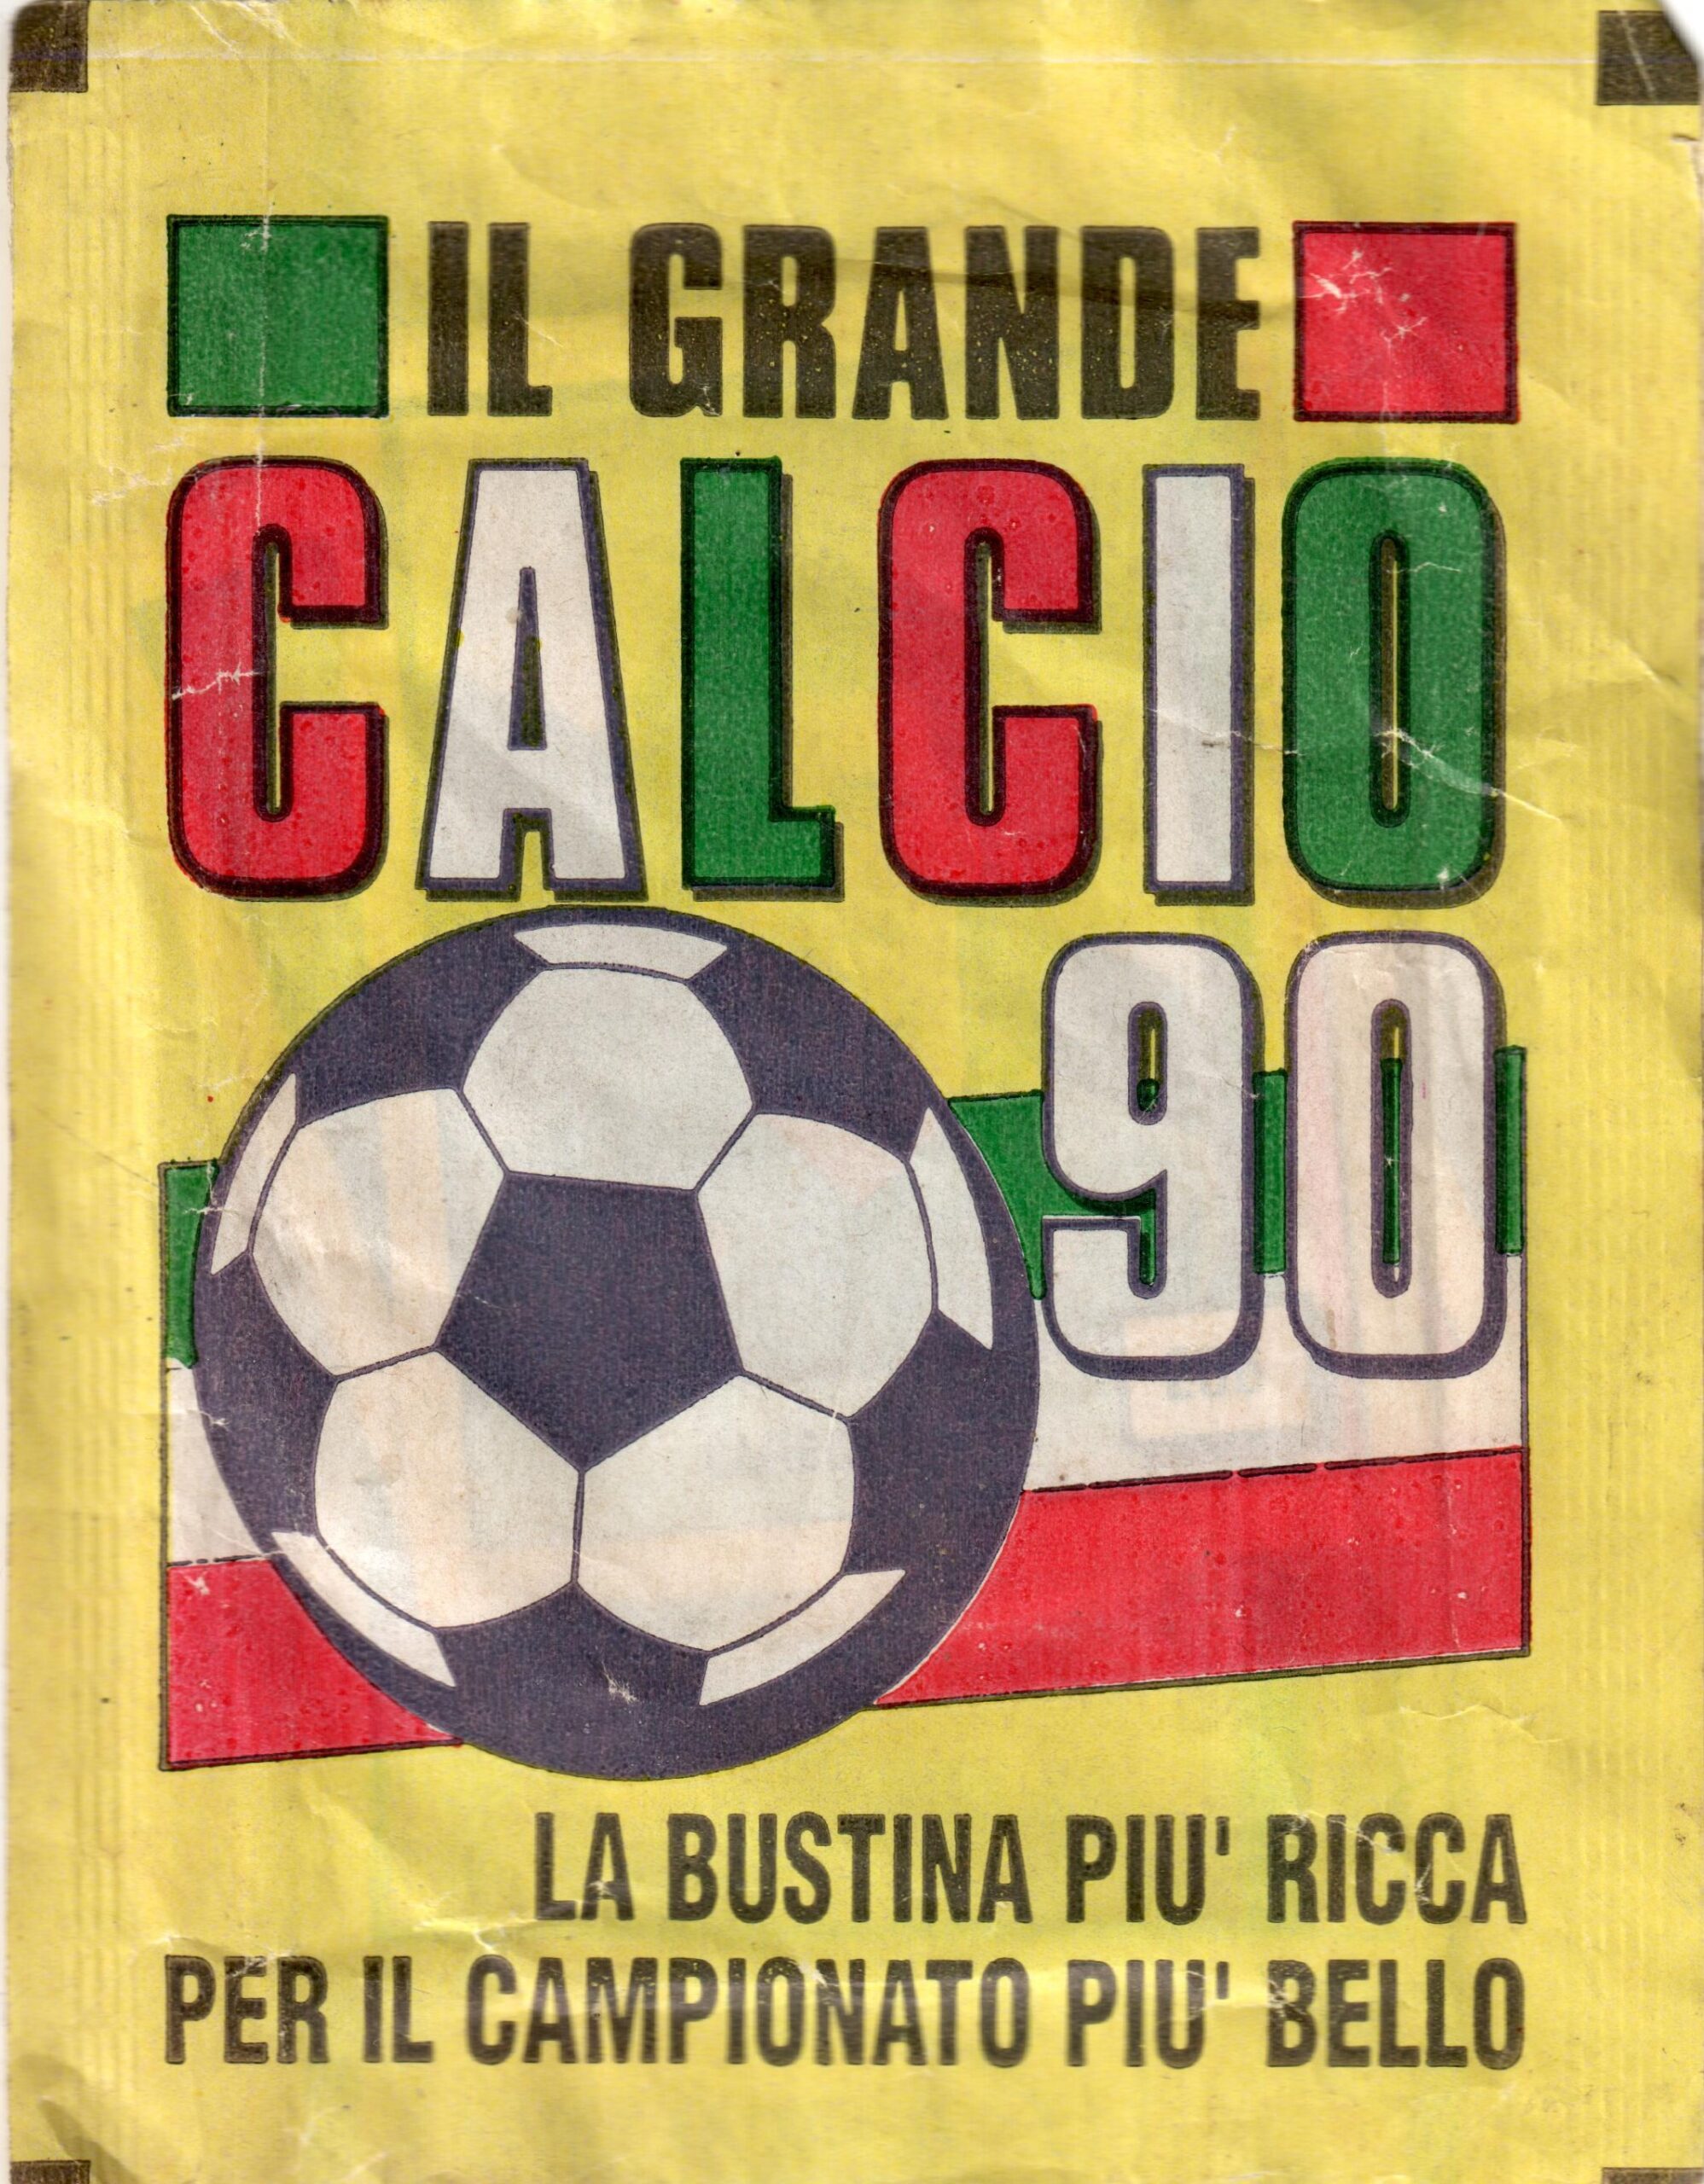 IL GRANDE
CALCIO
90
LA BUSTINA PIU' RICCA
PER IL CAMPIONATO PIU' BELLO